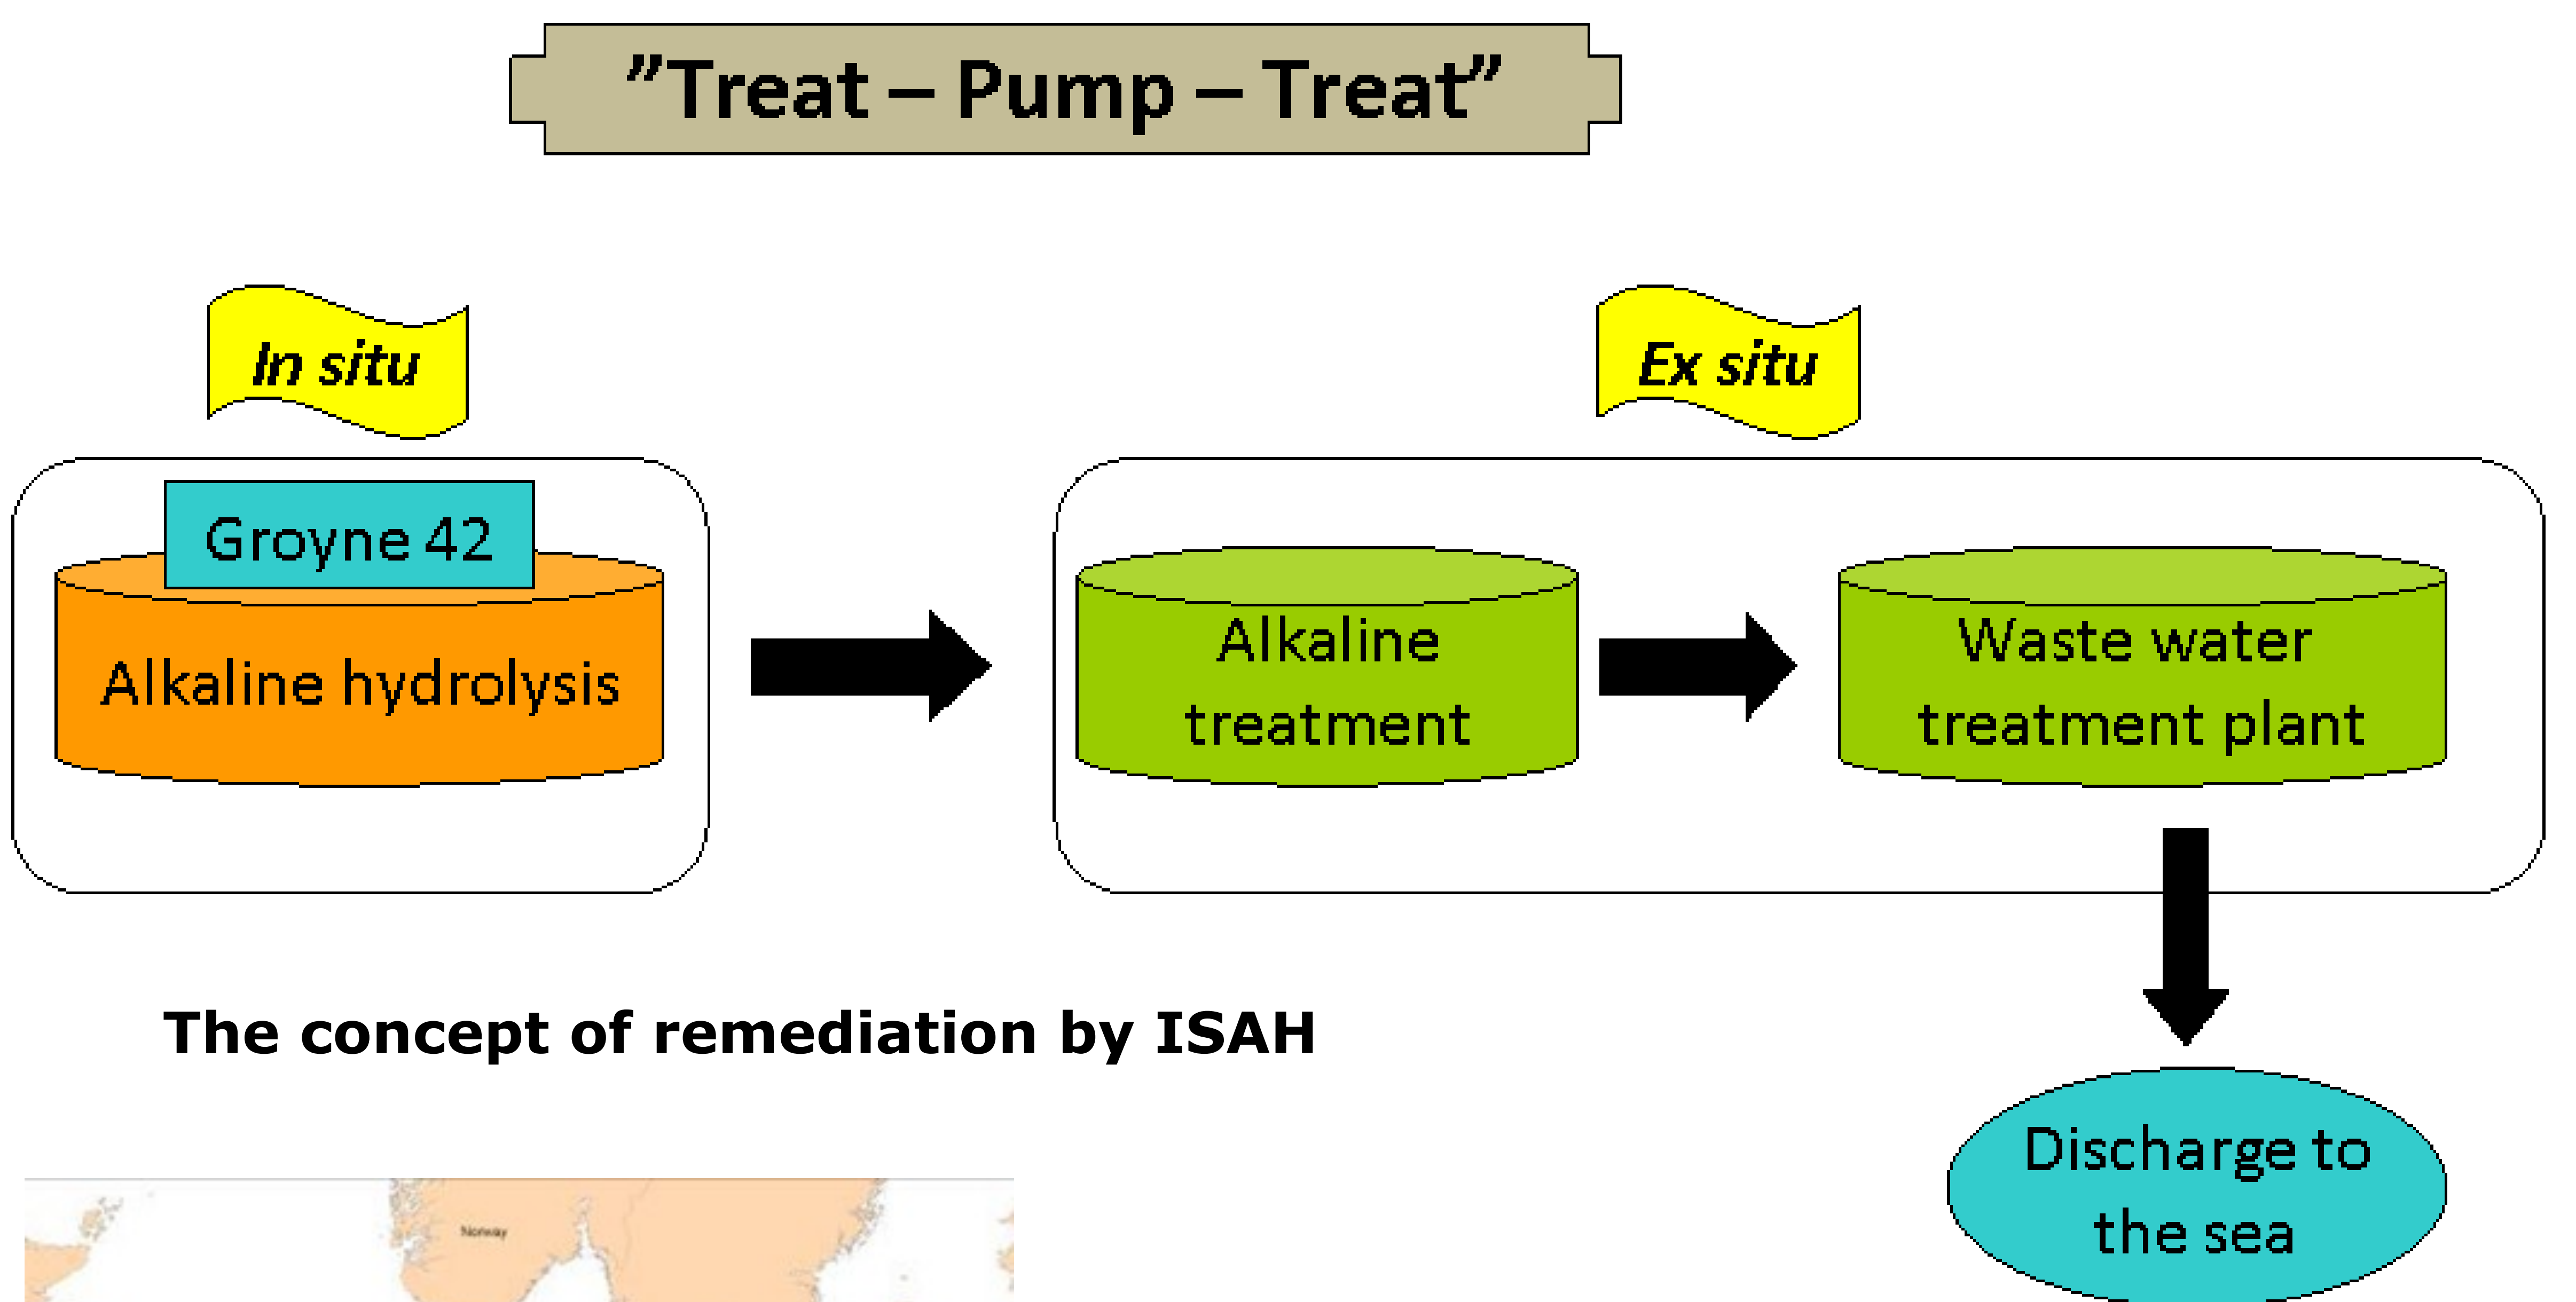 ”Treat – Pump – Treat”
In situ
Ex situ
Groyne 42
Alkaline hydrolysis
Alkaline
treatment
Waste water
treatment plant
The concept of remediation by ISAH
Discharge to
the sea
Norway